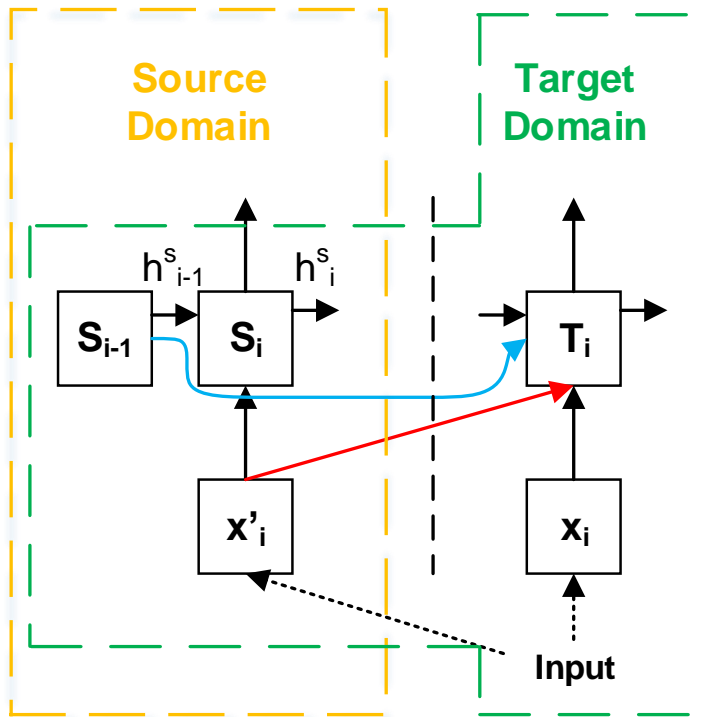 Source
Domain
Target
Domain
h^s_{i-1}
h^s_i
S_{i-1}
S_i
T_i
x'_i
x_i
Input